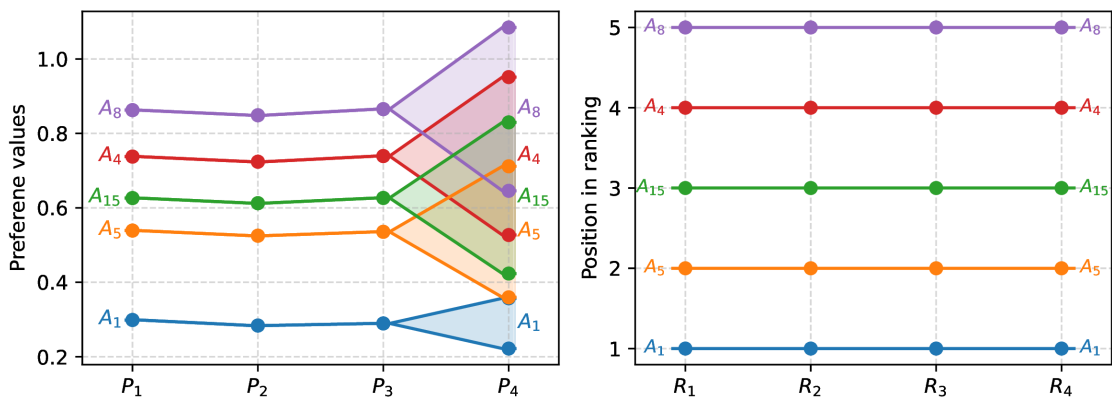 Preferene values
1.0
0.8
0.6
0.4
0.2
A₈
A₄
A₁₅
A₅
A₁
A₈
A₄
A₁₅
A₅
A₁
P₁ P₂ P₃ P₄
Position in ranking
5
4
3
2
1
A₈
A₄
A₁₅
A₅
A₁
A₈
A₄
A₁₅
A₅
A₁
R₁ R₂ R₃ R₄